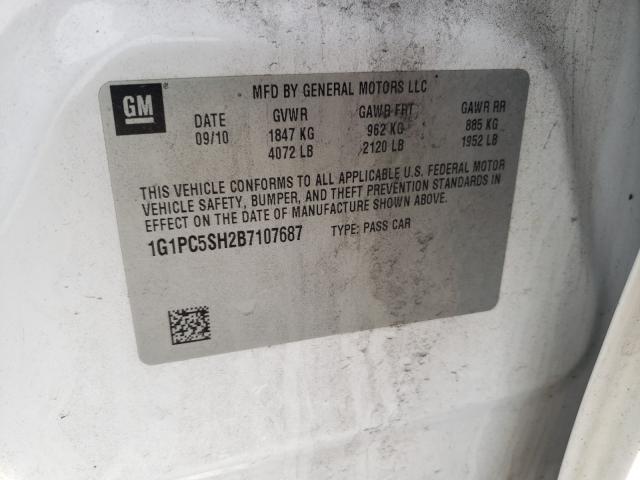 GM ®
MFD BY GENERAL MOTORS LLC
DATE GVWR GAWR FRT GAWR RR
09/10 1847 KG 962 KG 885 KG
4072 LB 2120 LB 1952 LB
THIS VEHICLE CONFORMS TO ALL APPLICABLE U.S. FEDERAL MOTOR
VEHICLE SAFETY, BUMPER, AND THEFT PREVENTION STANDARDS IN
EFFECT ON THE DATE OF MANUFACTURE SHOWN ABOVE.
1G1PC5SH2B7107687 TYPE: PASS CAR